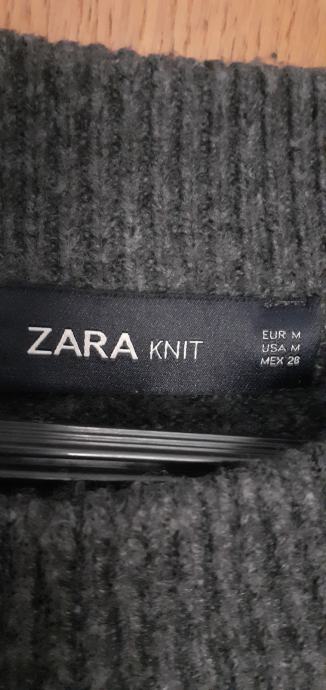 ZARA KNIT
EUR M
USA M
MEX 28